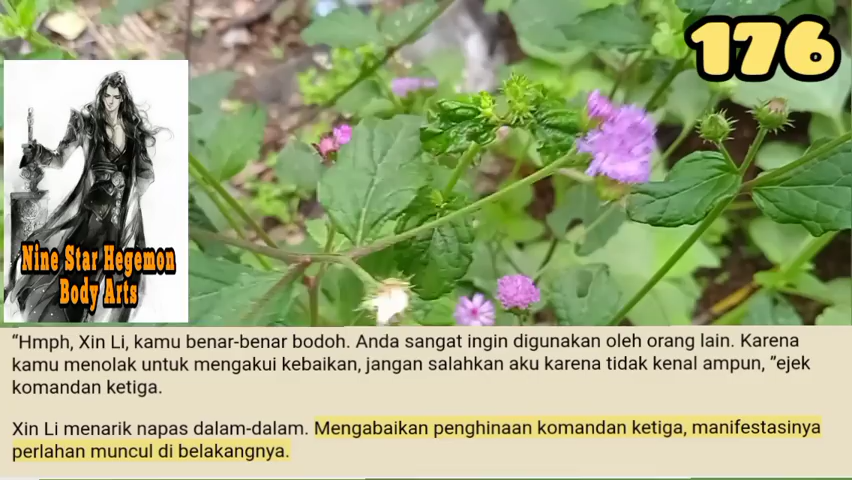 176
Nine Star Hegemon
Body Arts
“Hmph, Xin Li, kamu benar-benar bodoh. Anda sangat ingin digunakan oleh orang lain. Karena
kamu menolak untuk mengakui kebaikan, jangan salahkan aku karena tidak kenal ampun, ”ejek
komandan ketiga.
Xin Li menarik napas dalam-dalam. Mengabaikan penghinaan komandan ketiga, manifestasinya
perlahan muncul di belakangnya.